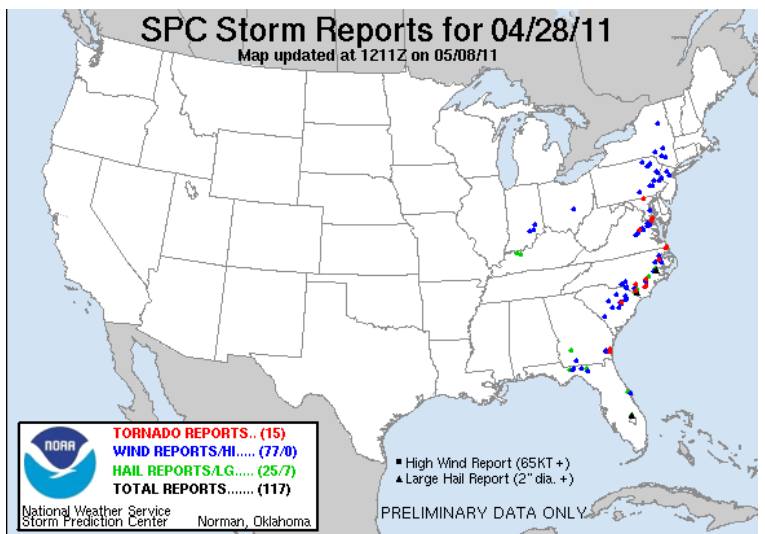 SPC Storm Reports for 04/28/11
Map updated at 1211Z on 05/08/11
NOAA
TORNADO REPORTS.. (15)
WIND REPORTS/HI..... (77/0)
HAIL REPORTS/LG..... (25/7)
TOTAL REPORTS....... (117)
National Weather Service
Storm Prediction Center Norman, Oklahoma
High Wind Report (65KT +)
Large Hail Report (2" dia. +)
PRELIMINARY DATA ONLY